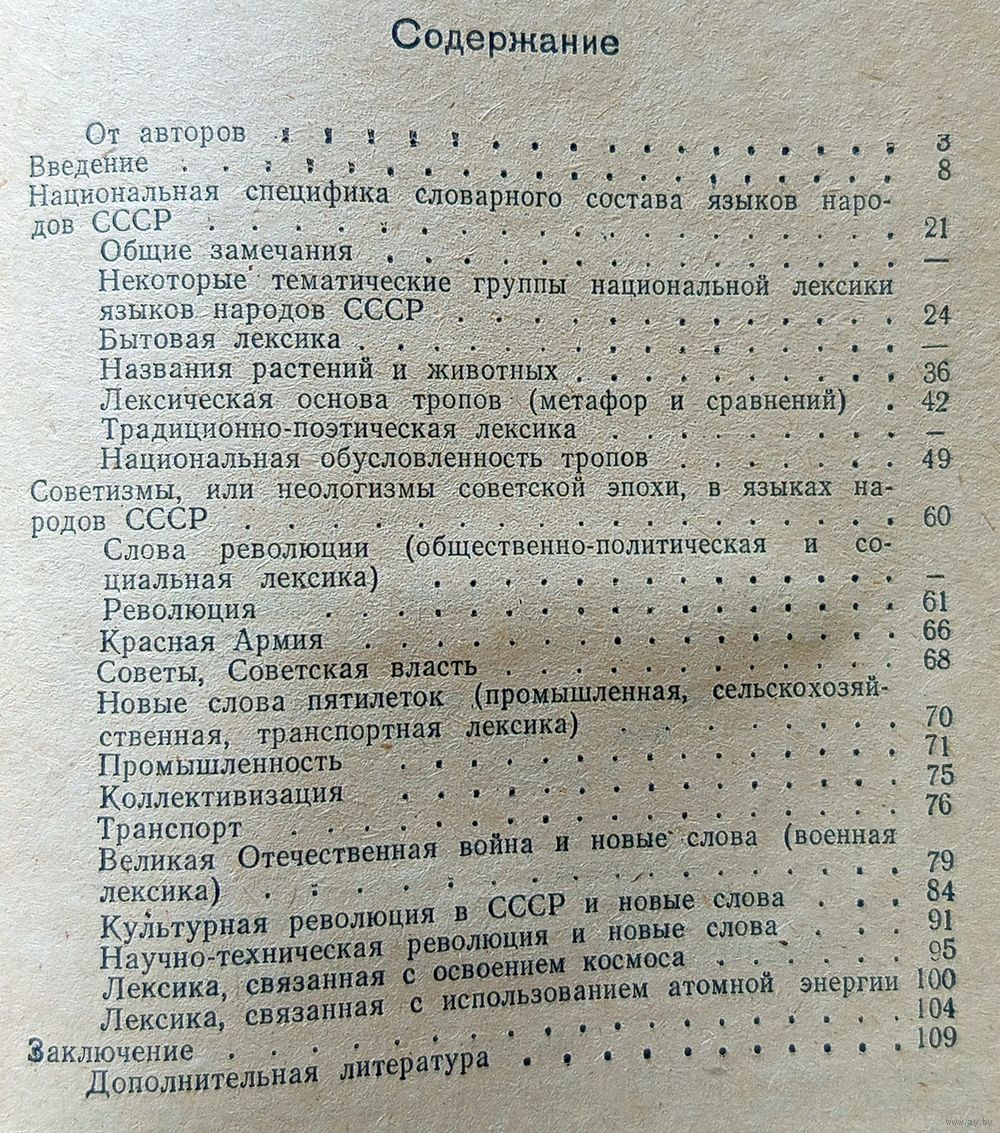 Содержание
От авторов . . . . . . . . . . . . . . . 3
Введение . . . . . . . . . . . . . . . . . 8
Национальная специфика словарного состава языков наро-
дов СССР . . . . . . . . . . . . . . . . 21
Общие замечания . . . . . . . . . . . . —
Некоторые тематические группы национальной лексики
языков народов СССР . . . . . . . . . . . 24
Бытовая лексика . . . . . . . . . . . . . . —
Названия растений и животных . . . . . . . . . 36
Лексическая основа тропов (метафор и сравнений) . 42
Традиционно-поэтическая лексика . . . . . . . . —
Национальная обусловленность тропов . . . . . . 49
Советизмы, или неологизмы советской эпохи, в языках на-
родов СССР . . . . . . . . . . . . . . . . 60
Слова революции (общественно-политическая и со-
циальная лексика) . . . . . . . . . . . . —
Революция . . . . . . . . . . . . . . . 61
Красная Армия . . . . . . . . . . . . . . 66
Советы, Советская власть . . . . . . . . . . 68
Новые слова пятилеток (промышленная, сельскохозяй-
ственная, транспортная лексика) . . . . . . . 70
Промышленность . . . . . . . . . . . . . 71
Коллективизация . . . . . . . . . . . . . 75
Транспорт . . . . . . . . . . . . . . . . 76
Великая Отечественная война и новые слова (военная
лексика) . . . . . . . . . . . . . . . . 79
Культурная революция в СССР и новые слова . . . 84
Научно-техническая революция и новые слова . . . 91
Лексика, связанная с освоением космоса . . . . . . 95
Лексика, связанная с использованием атомной энергии 100
Заключение . . . . . . . . . . . . . . . . 104
Дополнительная литература . . . . . . . . . . 109
www.ay.by